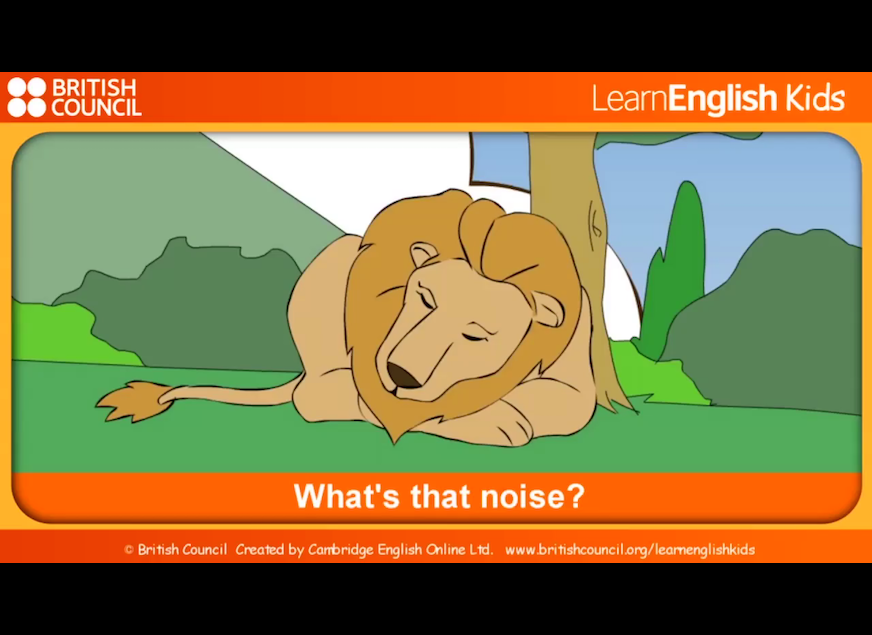 BRITISH
COUNCIL
LearnEnglish Kids
What's that noise?
© British Council Created by Cambridge English Online Ltd. www.britishcouncil.org/learnenglishkids